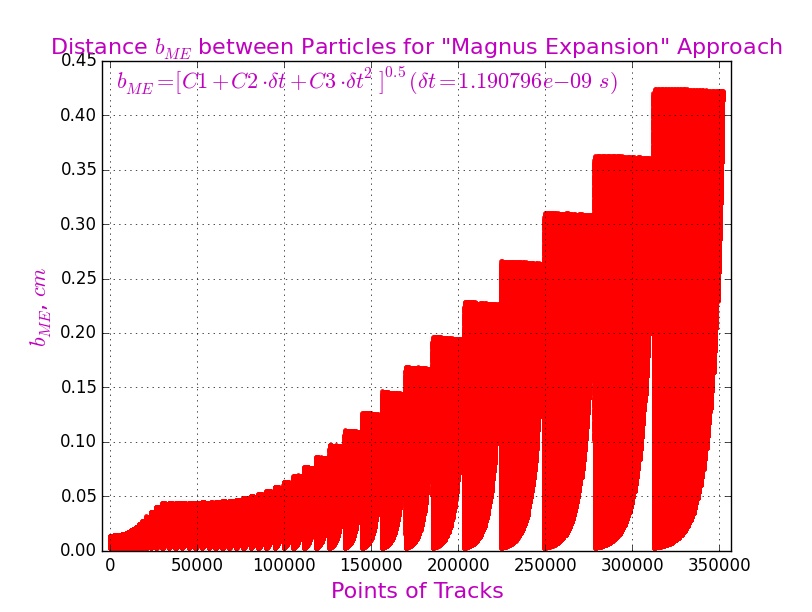 Distance b_ME between Particles for "Magnus Expansion" Approach
b_ME=[C1+C2·δt+C3·δt² ]^0.5 (δt=1.190796e−09 s)
0.45
0.40
0.35
0.30
0.25
0.20
0.15
0.10
0.05
0.00
b_ME, cm
0 50000 100000 150000 200000 250000 300000 350000
Points of Tracks